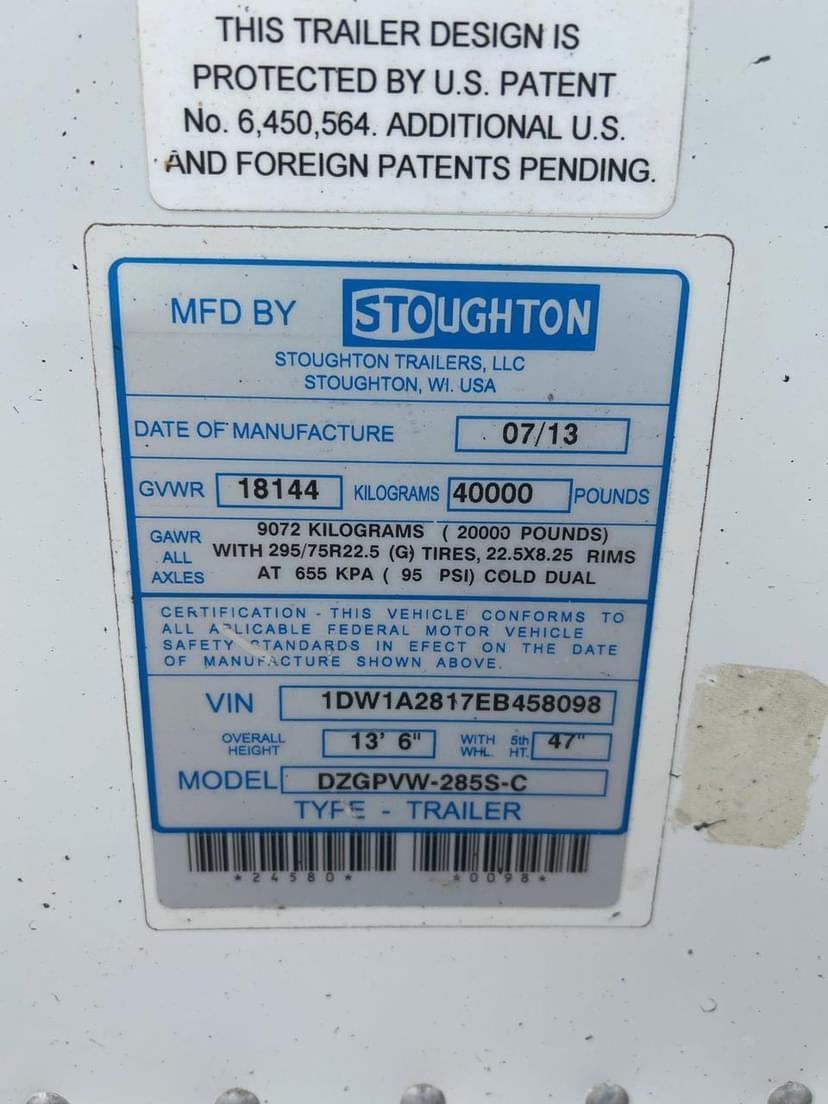 THIS TRAILER DESIGN IS
PROTECTED BY U.S. PATENT
No. 6,450,564. ADDITIONAL U.S.
AND FOREIGN PATENTS PENDING.
MFD BY STOUGHTON
STOUGHTON TRAILERS, LLC
STOUGHTON, WI. USA
DATE OF MANUFACTURE 07/13
GVWR 18144 KILOGRAMS 40000 POUNDS
GAWR ALL AXLES
9072 KILOGRAMS ( 20000 POUNDS)
WITH 295/75R22.5 (G) TIRES, 22.5X8.25 RIMS
AT 655 KPA ( 95 PSI) COLD DUAL
CERTIFICATION - THIS VEHICLE CONFORMS TO
ALL APLICABLE FEDERAL MOTOR VEHICLE
SAFETY STANDARDS IN EFECT ON THE DATE
OF MANUFACTURE SHOWN ABOVE.
VIN 1DW1A2817EB458098
OVERALL HEIGHT 13' 6" WITH 5th WHL. HT. 47"
MODEL DZGPVW-285S-C
TYPE - TRAILER
*24580* *0098*